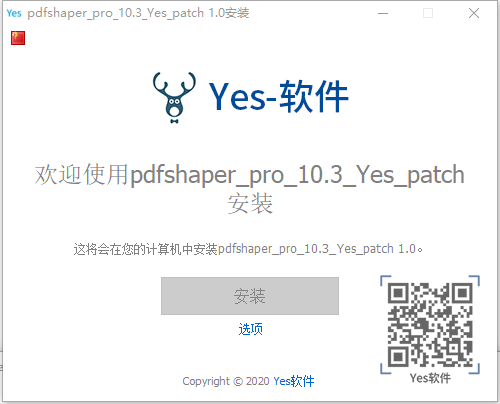 Yes pdfshaper_pro_10.3_Yes_patch 1.0安装
Yes-软件
欢迎使用pdfshaper_pro_10.3_Yes_patch
安装
这将会在您的计算机中安装pdfshaper_pro_10.3_Yes_patch 1.0。
安装
选项
Yes软件
Copyright © 2020 Yes软件